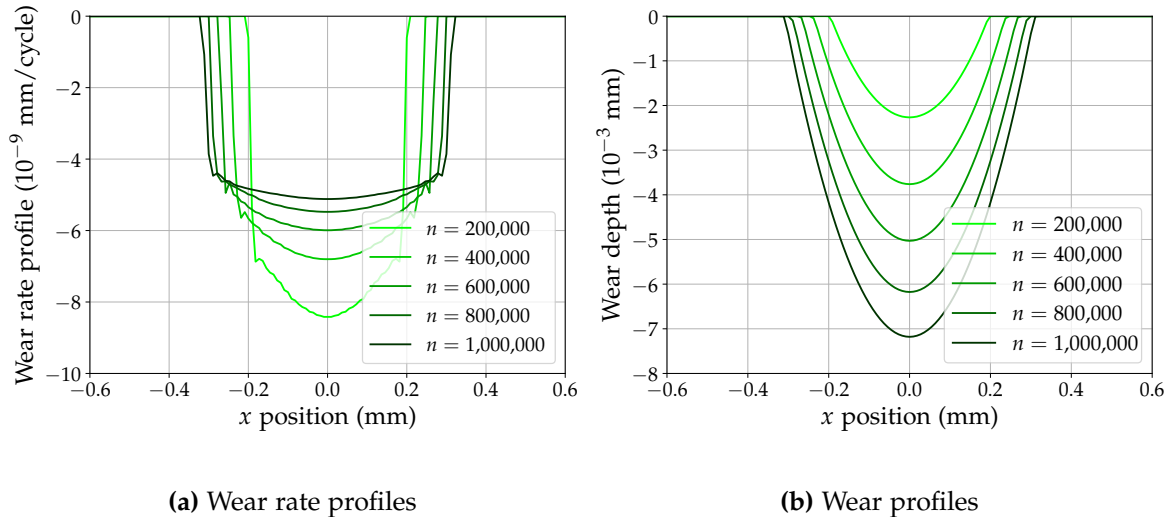 0
−2
−4
−6
−8
−10
−0.6
−0.4
−0.2
0.0
0.2
0.4
0.6
Wear rate profile (10⁻⁹ mm/cycle)
x position (mm)
n = 200,000
n = 400,000
n = 600,000
n = 800,000
n = 1,000,000
(a) Wear rate profiles
0
−1
−2
−3
−4
−5
−6
−7
−8
−0.6
−0.4
−0.2
0.0
0.2
0.4
0.6
Wear depth (10⁻³ mm)
x position (mm)
n = 200,000
n = 400,000
n = 600,000
n = 800,000
n = 1,000,000
(b) Wear profiles